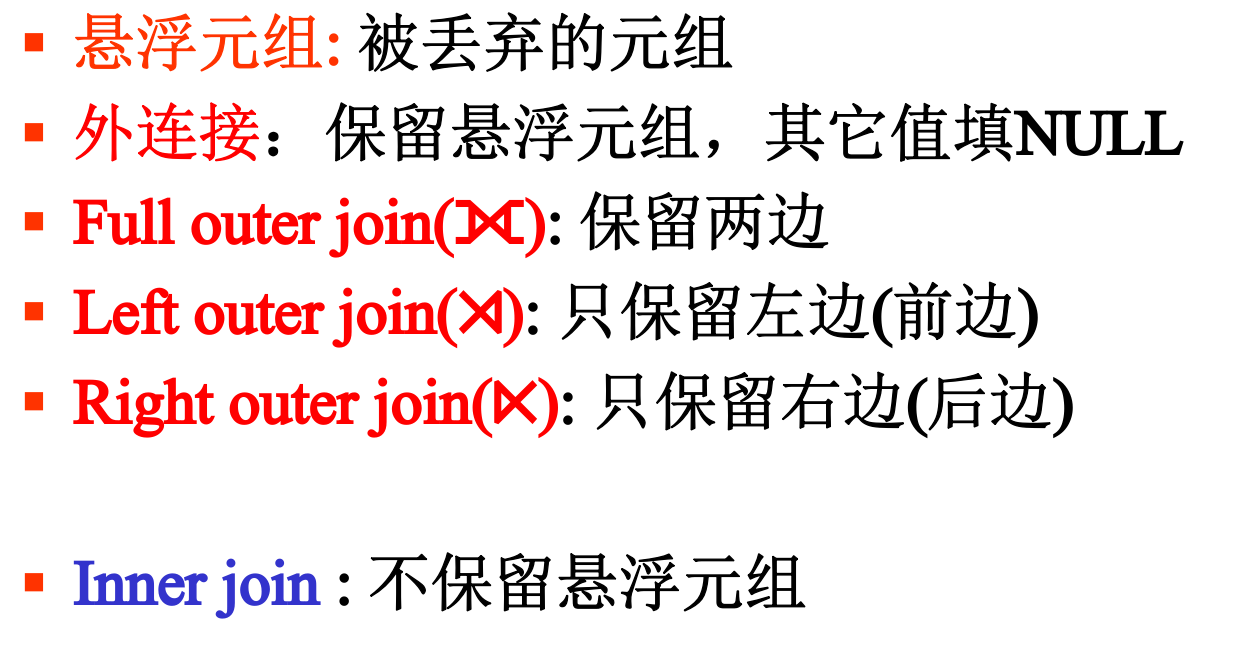 ▪ 悬浮元组: 被丢弃的元组
▪ 外连接：保留悬浮元组，其它值填NULL
▪ Full outer join(⟗): 保留两边
▪ Left outer join(⋊): 只保留左边(前边)
▪ Right outer join(⋉): 只保留右边(后边)
▪ Inner join : 不保留悬浮元组